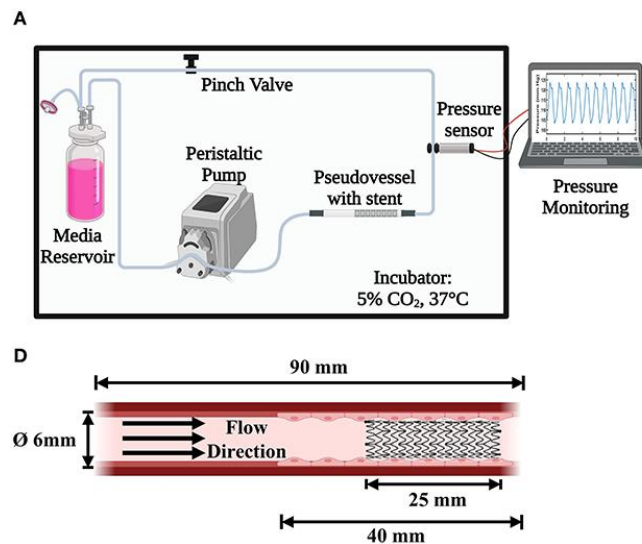 A
Pinch Valve
Pressure
sensor
Peristaltic
Pump
Pseudovessel
with stent
Media
Reservoir
Pressure
Monitoring
Incubator:
5% CO₂, 37°C
D
90 mm
Ø 6mm
Flow
Direction
25 mm
40 mm